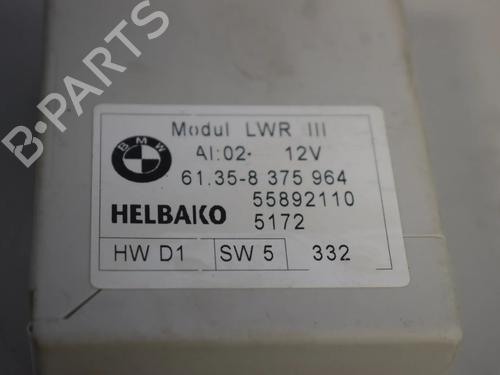 BMW
Modul LWR III
AI:02· 12V
61.35-8 375 964
55892110
HELBAKO 5172
HW D1 SW 5 332
B-PARTS